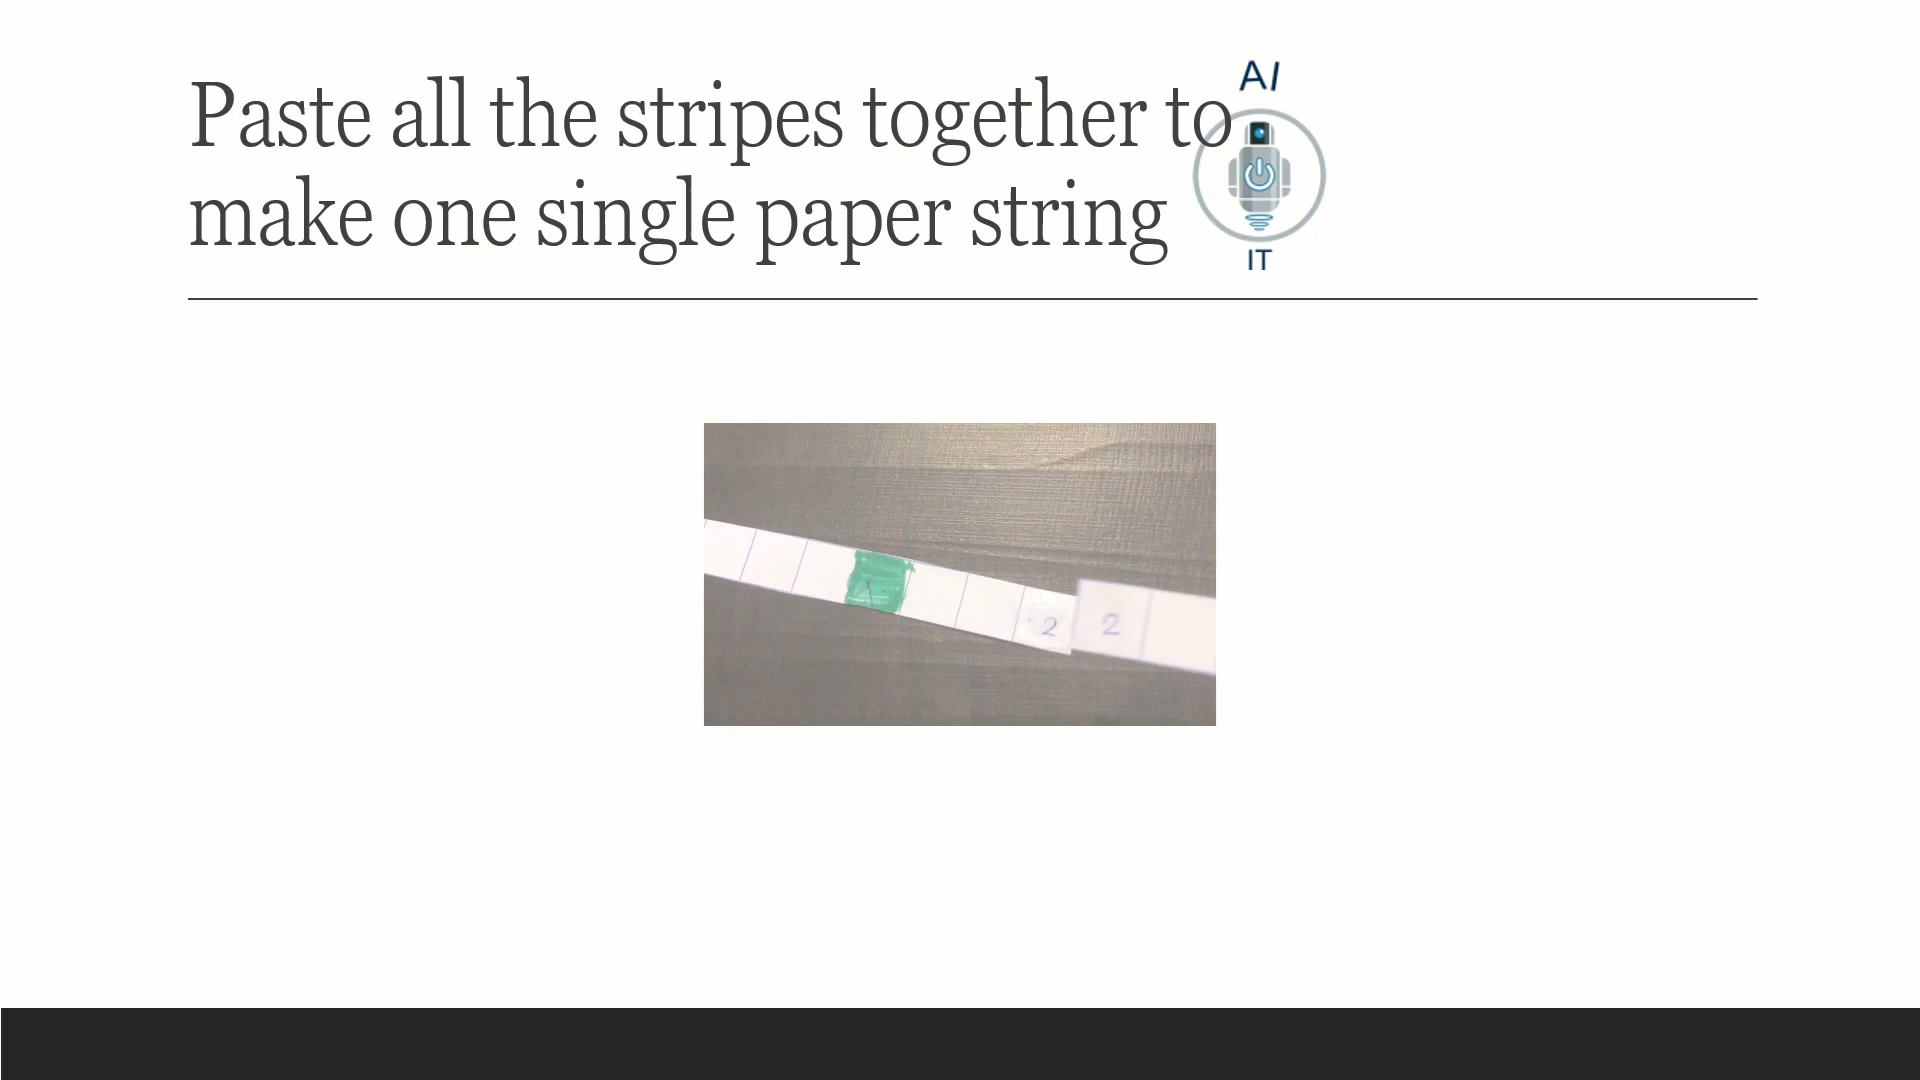 Paste all the stripes together to
make one single paper string
AI
IT
2
2